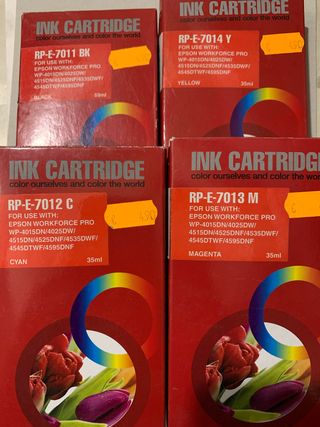 INK CARTRIDGE
color ourselves and color the world
RP-E-7011 BK
FOR USE WITH:
EPSON WORKFORCE PRO
WP-4015DN/4025DW/
4515DN/4525DNF/4535DWF/
4545DTWF/4595DNF
BLACK
59ml
INK CARTRIDGE
color ourselves and color the world
RP-E-7014 Y
FOR USE WITH:
EPSON WORKFORCE PRO
WP-4015DN/4025DW/
4515DN/4525DNF/4535DWF/
4545DTWF/4595DNF
YELLOW
35ml
INK CARTRIDGE
color ourselves and color the world
RP-E-7012 C
FOR USE WITH:
EPSON WORKFORCE PRO
WP-4015DN/4025DW/
4515DN/4525DNF/4535DWF/
4545DTWF/4595DNF
CYAN
35ml
INK CARTRIDGE
color ourselves and color the world
RP-E-7013 M
FOR USE WITH:
EPSON WORKFORCE PRO
WP-4015DN/4025DW/
4515DN/4525DNF/4535DWF/
4545DTWF/4595DNF
MAGENTA
35ml